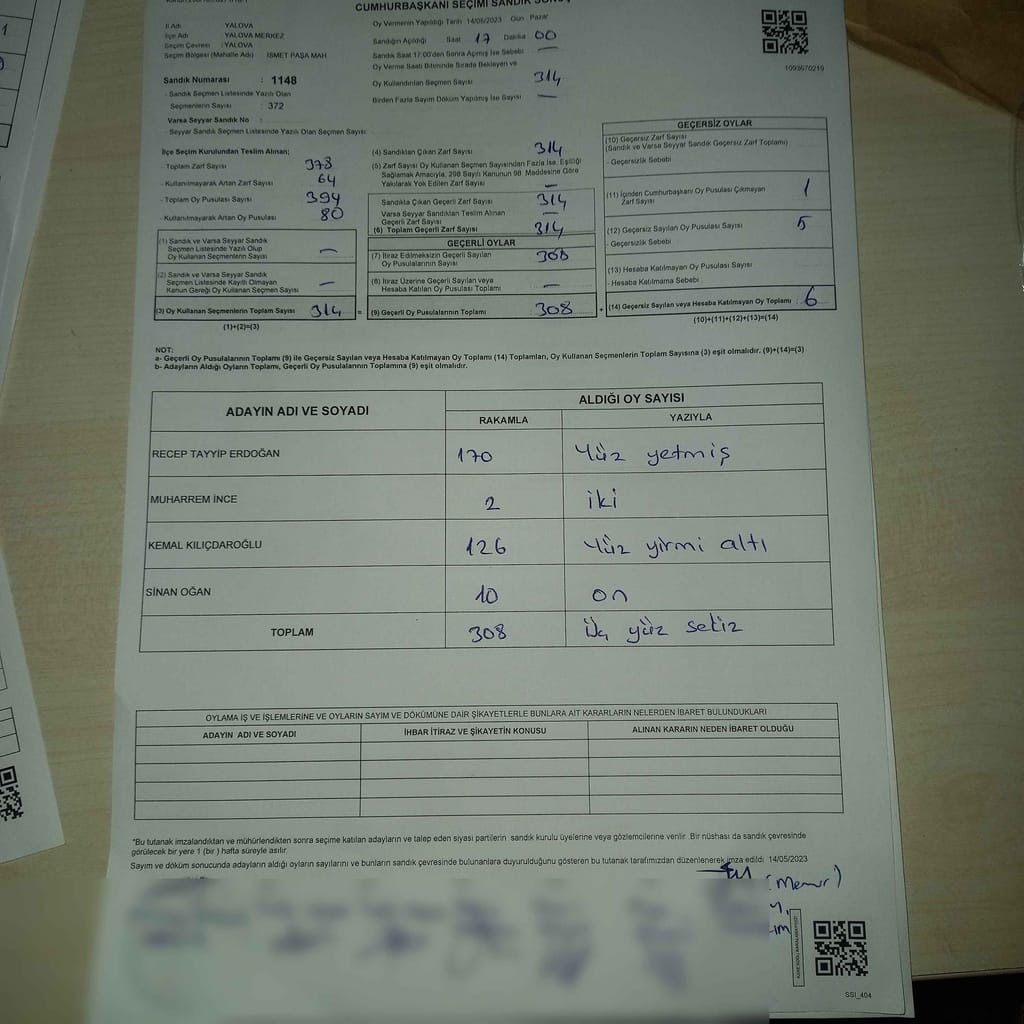 CUMHURBAŞKANI SEÇİMİ SANDIK
İl Adı : YALOVA
İlçe Adı : YALOVA MERKEZ
Seçim Çevresi : YALOVA
Seçim Bölgesi (Mahalle Adı) : İSMET PAŞA MAH
Sandık Numarası : 1148
- Sandık Seçmen Listesinde Yazılı Olan
Seçmenlerin Sayısı : 372
Varsa Seyyar Sandık No :
- Seyyar Sandık Seçmen Listesinde Yazılı Olan Seçmen Sayısı:
Oy Vermenin Yapıldığı Tarih 14/05/2023 Gün Pazar
Sandığın Açıldığı Saat 17 Dakika 00
Sandık Saat 17:00'den Sonra Açmış İse Sebebi —
Oy Verme Saati Bitiminde Sırada Bekleyen ve
Oy Kullandırılan Seçmen Sayısı 314
Birden Fazla Sayım Döküm Yapılmış İse Sayısı —
1093670219
İlçe Seçim Kurulundan Teslim Alınan;
- Toplam Zarf Sayısı 378
- Kullanılmayarak Artan Zarf Sayısı 64
- Toplam Oy Pusulası Sayısı 394
- Kullanılmayarak Artan Oy Pusulası 80
(1) Sandık ve Varsa Seyyar Sandık
Seçmen Listesinde Yazılı Olup
Oy Kullanan Seçmen Sayısı —
(2) Sandık ve Varsa Seyyar Sandık
Seçmen Listesinde Kayıtlı Olmayan
Kanun Gereği Oy Kullanan Seçmen Sayısı —
(3) Oy Kullanan Seçmenlerin Toplam Sayısı 314 =
(1)+(2)=(3)
(4) Sandıktan Çıkan Zarf Sayısı 314
(5) Zarf Sayısı Oy Kullanan Seçmen Sayısından Fazla İse, Eşitliği
Sağlamak Amacıyla; 298 Sayılı Kanunun 98. Maddesine Göre
Yakılarak Yok Edilen Zarf Sayısı —
Sandıkta Çıkan Geçerli Zarf Sayısı 314
Varsa Seyyar Sandıktan Teslim Alınan
Geçerli Zarf Sayısı —
(6) Toplam Geçerli Zarf Sayısı 314
GEÇERLİ OYLAR
(7) İtiraz Edilmeksizin Geçerli Sayılan
Oy Pusulalarının Sayısı 308
(8) İtiraz Üzerine Geçerli Sayılan veya
Hesaba Katılan Oy Pusulası Toplamı —
(9) Geçerli Oy Pusulalarının Toplamı 308 +
GEÇERSİZ OYLAR
(10) Geçersiz Zarf Sayısı
(Sandık ve Varsa Seyyar Sandık Geçersiz Zarf Toplamı)
- Geçersizlik Sebebi
(11) İçinden Cumhurbaşkanı Oy Pusulası Çıkmayan
Zarf Sayısı 1
(12) Geçersiz Sayılan Oy Pusulası Sayısı 5
- Geçersizlik Sebebi
(13) Hesaba Katılmayan Oy Pusulası Sayısı
- Hesaba Katılmama Sebebi
(14) Geçersiz Sayılan veya Hesaba Katılmayan Oy Toplamı : 6
(10)+(11)+(12)+(13)=(14)
NOT:
a- Geçerli Oy Pusulalarının Toplamı (9) ile Geçersiz Sayılan veya Hesaba Katılmayan Oy Toplamı (14) Toplamları, Oy Kullanan Seçmenlerin Toplam Sayısına (3) eşit olmalıdır. (9)+(14)=(3)
b- Adayların Aldığı Oyların Toplamı, Geçerli Oy Pusulalarının Toplamına (9) eşit olmalıdır.
ADAYIN ADI VE SOYADI ALDIĞI OY SAYISI
RAKAMLA YAZIYLA
RECEP TAYYİP ERDOĞAN 170 Yüz yetmiş
MUHARREM İNCE 2 iki
KEMAL KILIÇDAROĞLU 126 Yüz yirmi altı
SİNAN OĞAN 10 on
TOPLAM 308 üç yüz sekiz
OYLAMA İŞ VE İŞLEMLERİNE VE OYLARIN SAYIM VE DÖKÜMÜNE DAİR ŞİKAYETLERLE BUNLARA AİT KARARLARIN NELERDEN İBARET BULUNDUKLARI
ADAYIN ADI VE SOYADI İHBAR İTİRAZ VE ŞİKAYETİN KONUSU ALINAN KARARIN NEDEN İBARET OLDUĞU
*Bu tutanak imzalandıktan ve mühürlendikten sonra seçime katılan adayların ve talep eden siyasi partilerin sandık kurulu üyelerine veya gözlemcilerine verilir. Bir nüshası da sandık çevresinde
görülecek bir yere 1 (bir) hafta süreyle asılır.
Sayım ve döküm sonucunda adayların aldığı oyların sayılarını ve bunların sandık çevresinde bulunanlara duyurulduğunu gösteren bu tutanak tarafımızdan düzenlenerek imza edildi 14/05/2023
(Memur)
SSİ_404